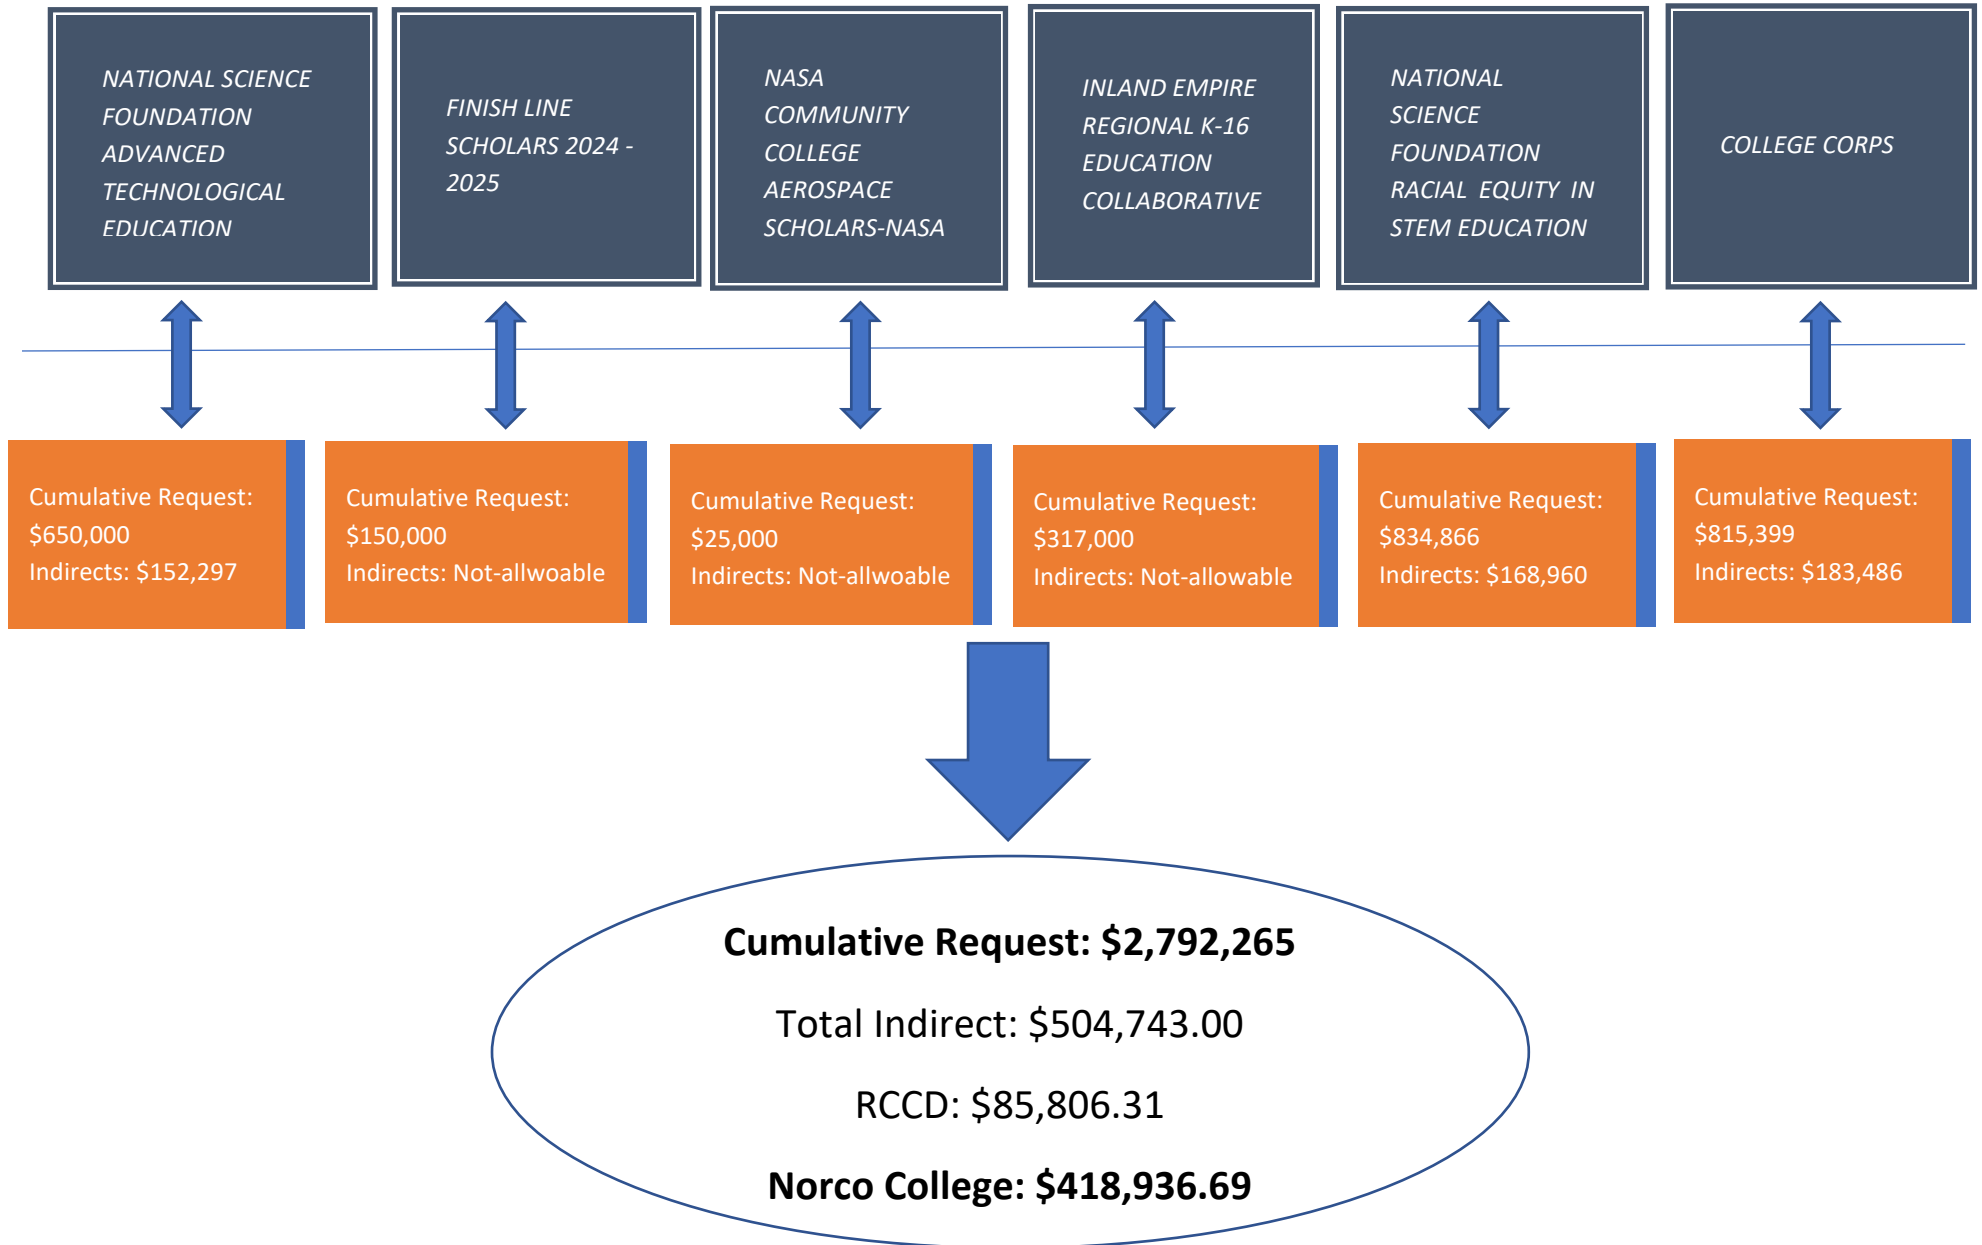 NATIONAL SCIENCE
FOUNDATION
ADVANCED
TECHNOLOGICAL
EDUCATION
FINISH LINE
SCHOLARS 2024 -
2025
NASA
COMMUNITY
COLLEGE
AEROSPACE
SCHOLARS-NASA
INLAND EMPIRE
REGIONAL K-16
EDUCATION
COLLABORATIVE
NATIONAL
SCIENCE
FOUNDATION
RACIAL EQUITY IN
STEM EDUCATION
COLLEGE CORPS
Cumulative Request:
$650,000
Indirects: $152,297
Cumulative Request:
$150,000
Indirects: Not-allwoable
Cumulative Request:
$25,000
Indirects: Not-allwoable
Cumulative Request:
$317,000
Indirects: Not-allowable
Cumulative Request:
$834,866
Indirects: $168,960
Cumulative Request:
$815,399
Indirects: $183,486
Cumulative Request: $2,792,265
Total Indirect: $504,743.00
RCCD: $85,806.31
Norco College: $418,936.69